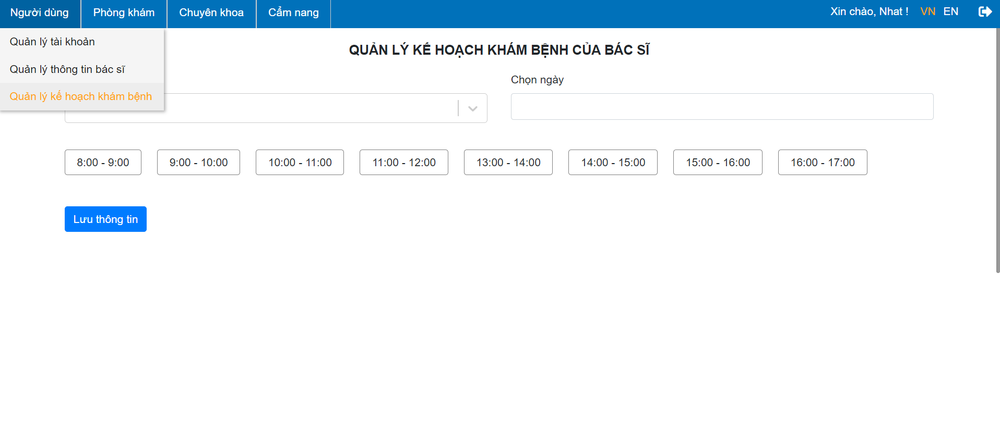 Người dùng Phòng khám Chuyên khoa Cẩm nang Xin chào, Nhat ! VN EN
Quản lý tài khoản
Quản lý thông tin bác sĩ
Quản lý kế hoạch khám bệnh
QUẢN LÝ KẾ HOẠCH KHÁM BỆNH CỦA BÁC SĨ
Chọn ngày
8:00 - 9:00 9:00 - 10:00 10:00 - 11:00 11:00 - 12:00 13:00 - 14:00 14:00 - 15:00 15:00 - 16:00 16:00 - 17:00
Lưu thông tin